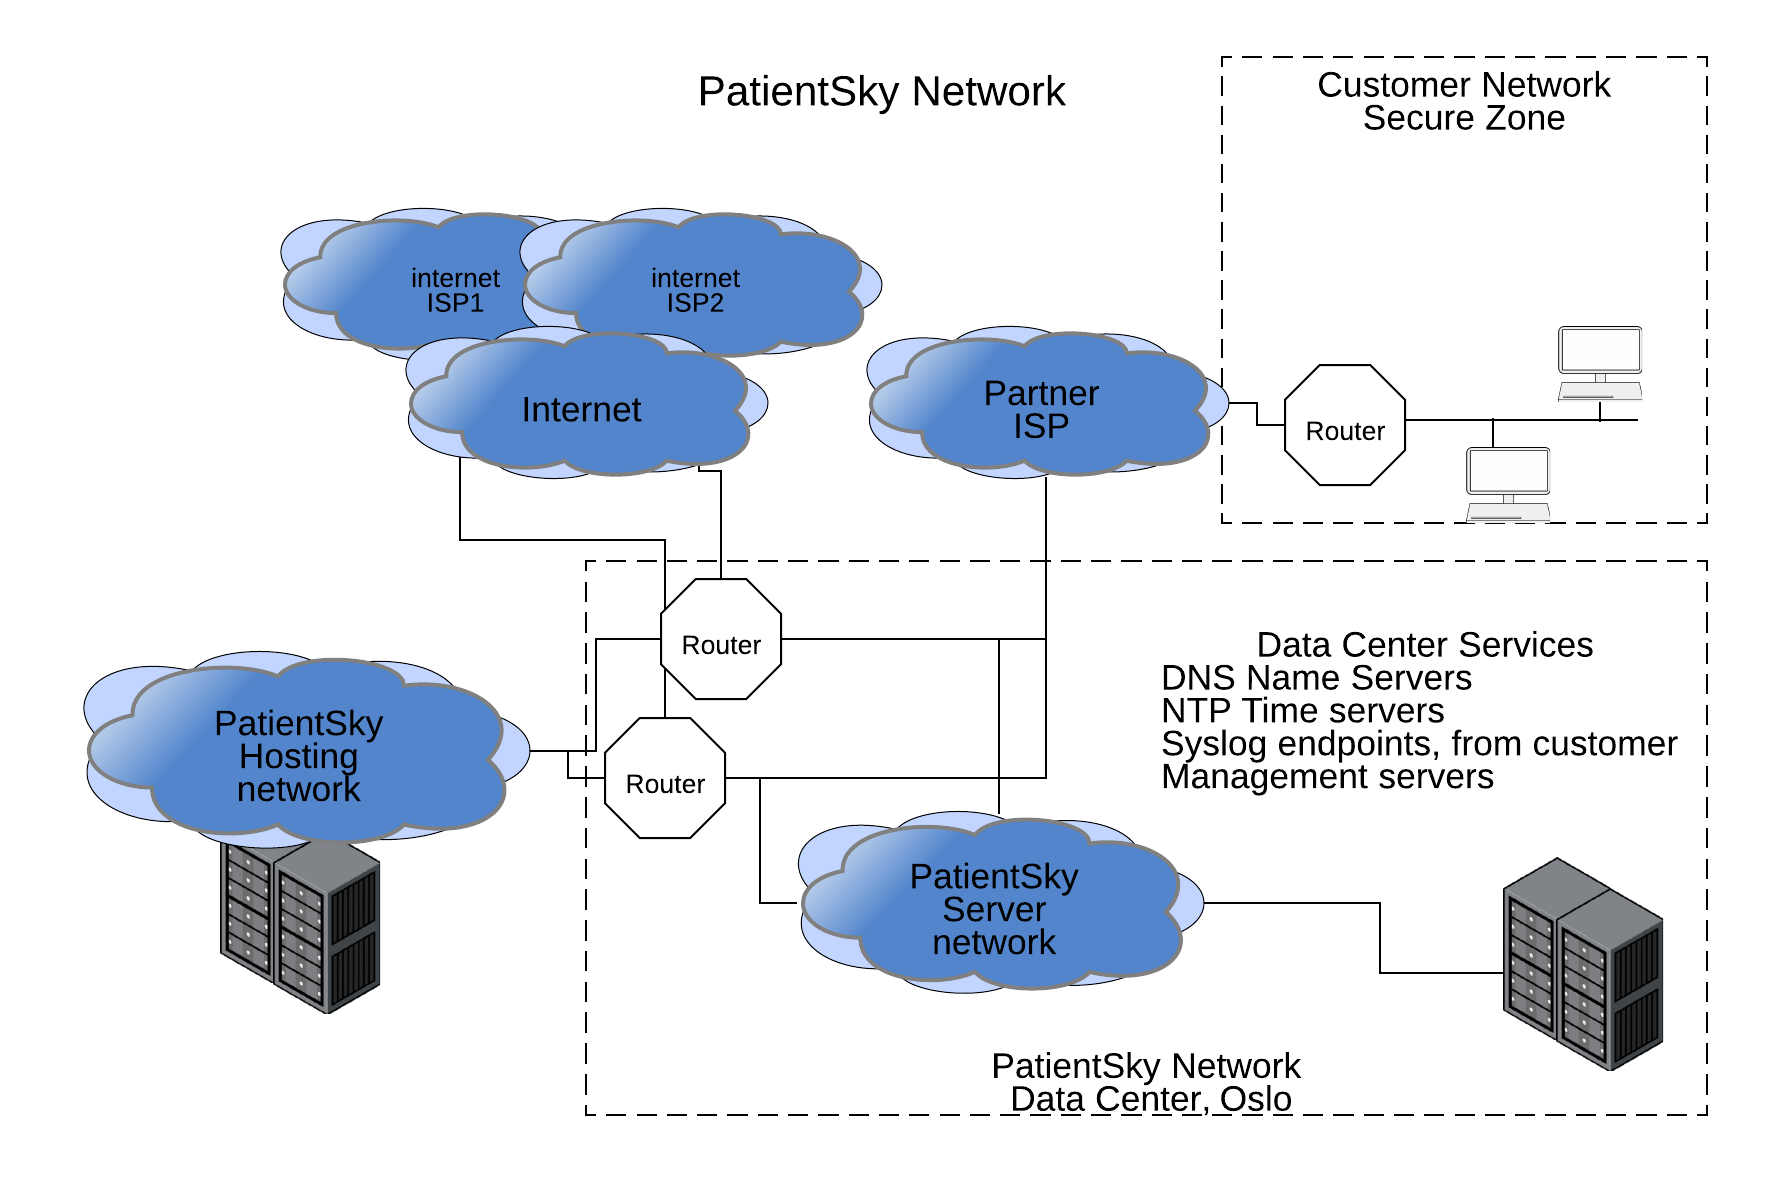 PatientSky Network
Customer Network
Secure Zone
internet
ISP1
internet
ISP2
Internet
Partner
ISP
Router
Router
Router
PatientSky
Hosting
network
Data Center Services
DNS Name Servers
NTP Time servers
Syslog endpoints, from customer
Management servers
PatientSky
Server
network
PatientSky Network
Data Center, Oslo